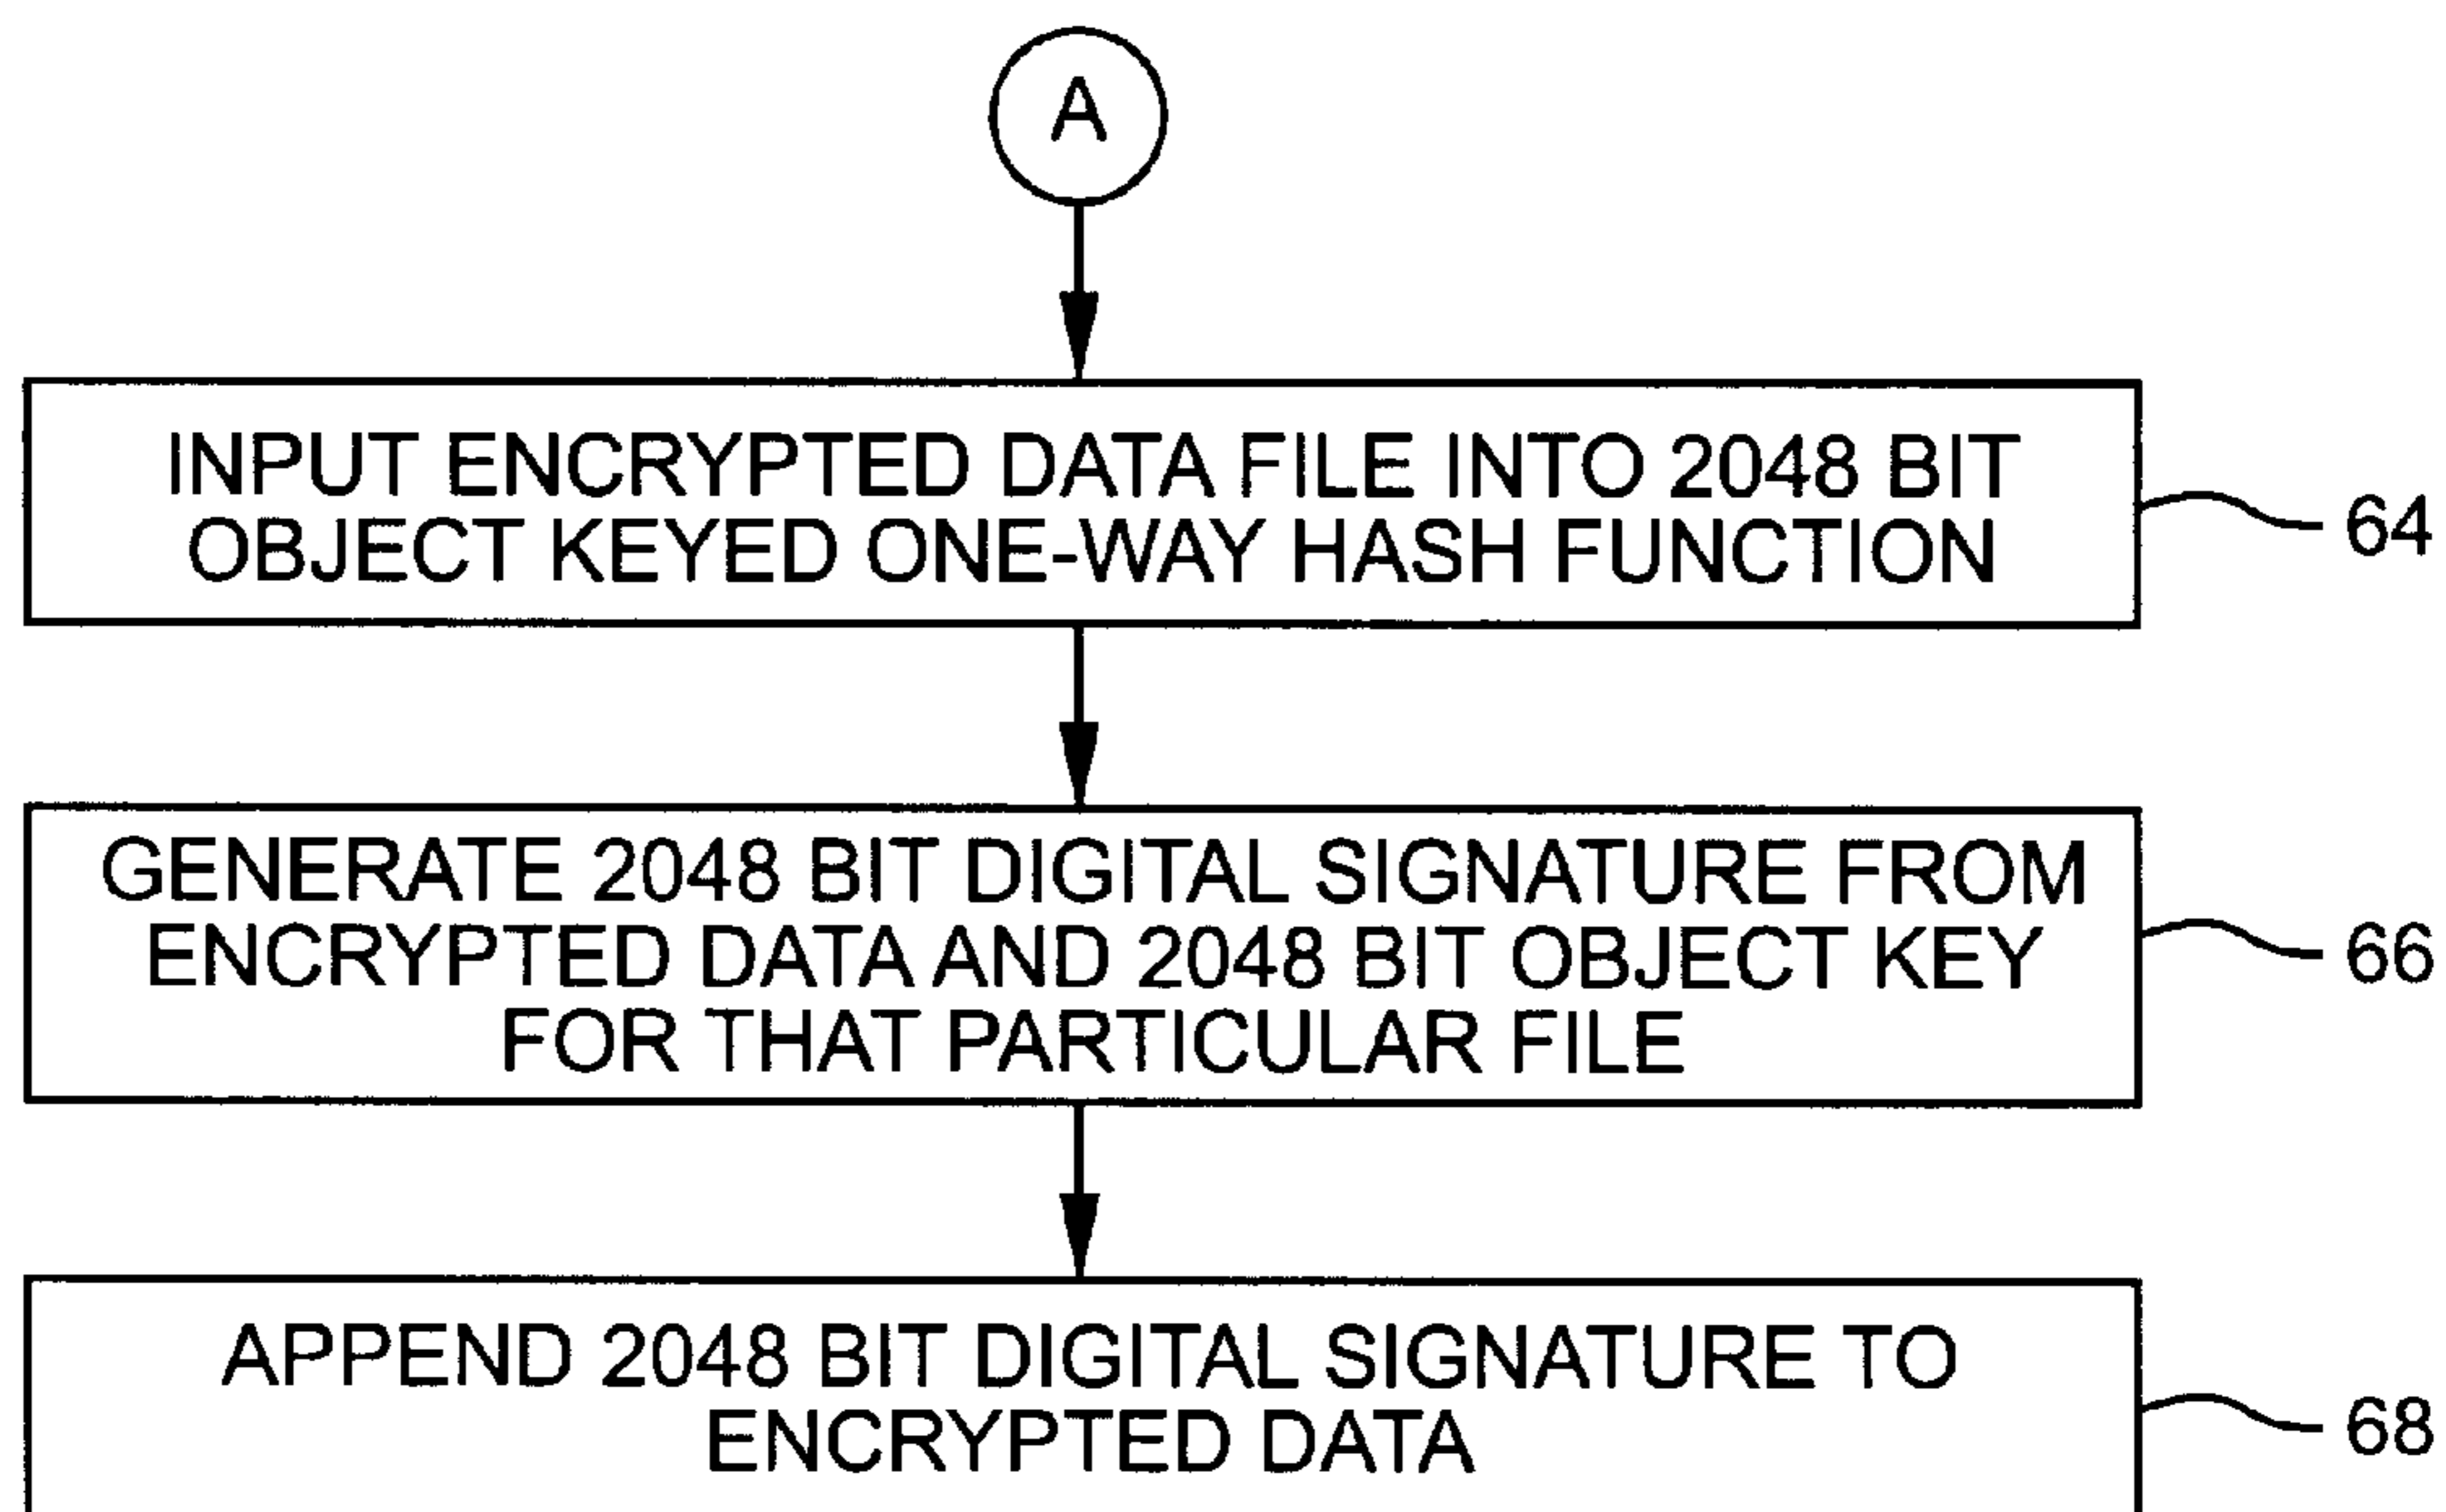 A
INPUT ENCRYPTED DATA FILE INTO 2048 BIT
OBJECT KEYED ONE-WAY HASH FUNCTION
64
GENERATE 2048 BIT DIGITAL SIGNATURE FROM
ENCRYPTED DATA AND 2048 BIT OBJECT KEY
FOR THAT PARTICULAR FILE
66
APPEND 2048 BIT DIGITAL SIGNATURE TO
ENCRYPTED DATA
68